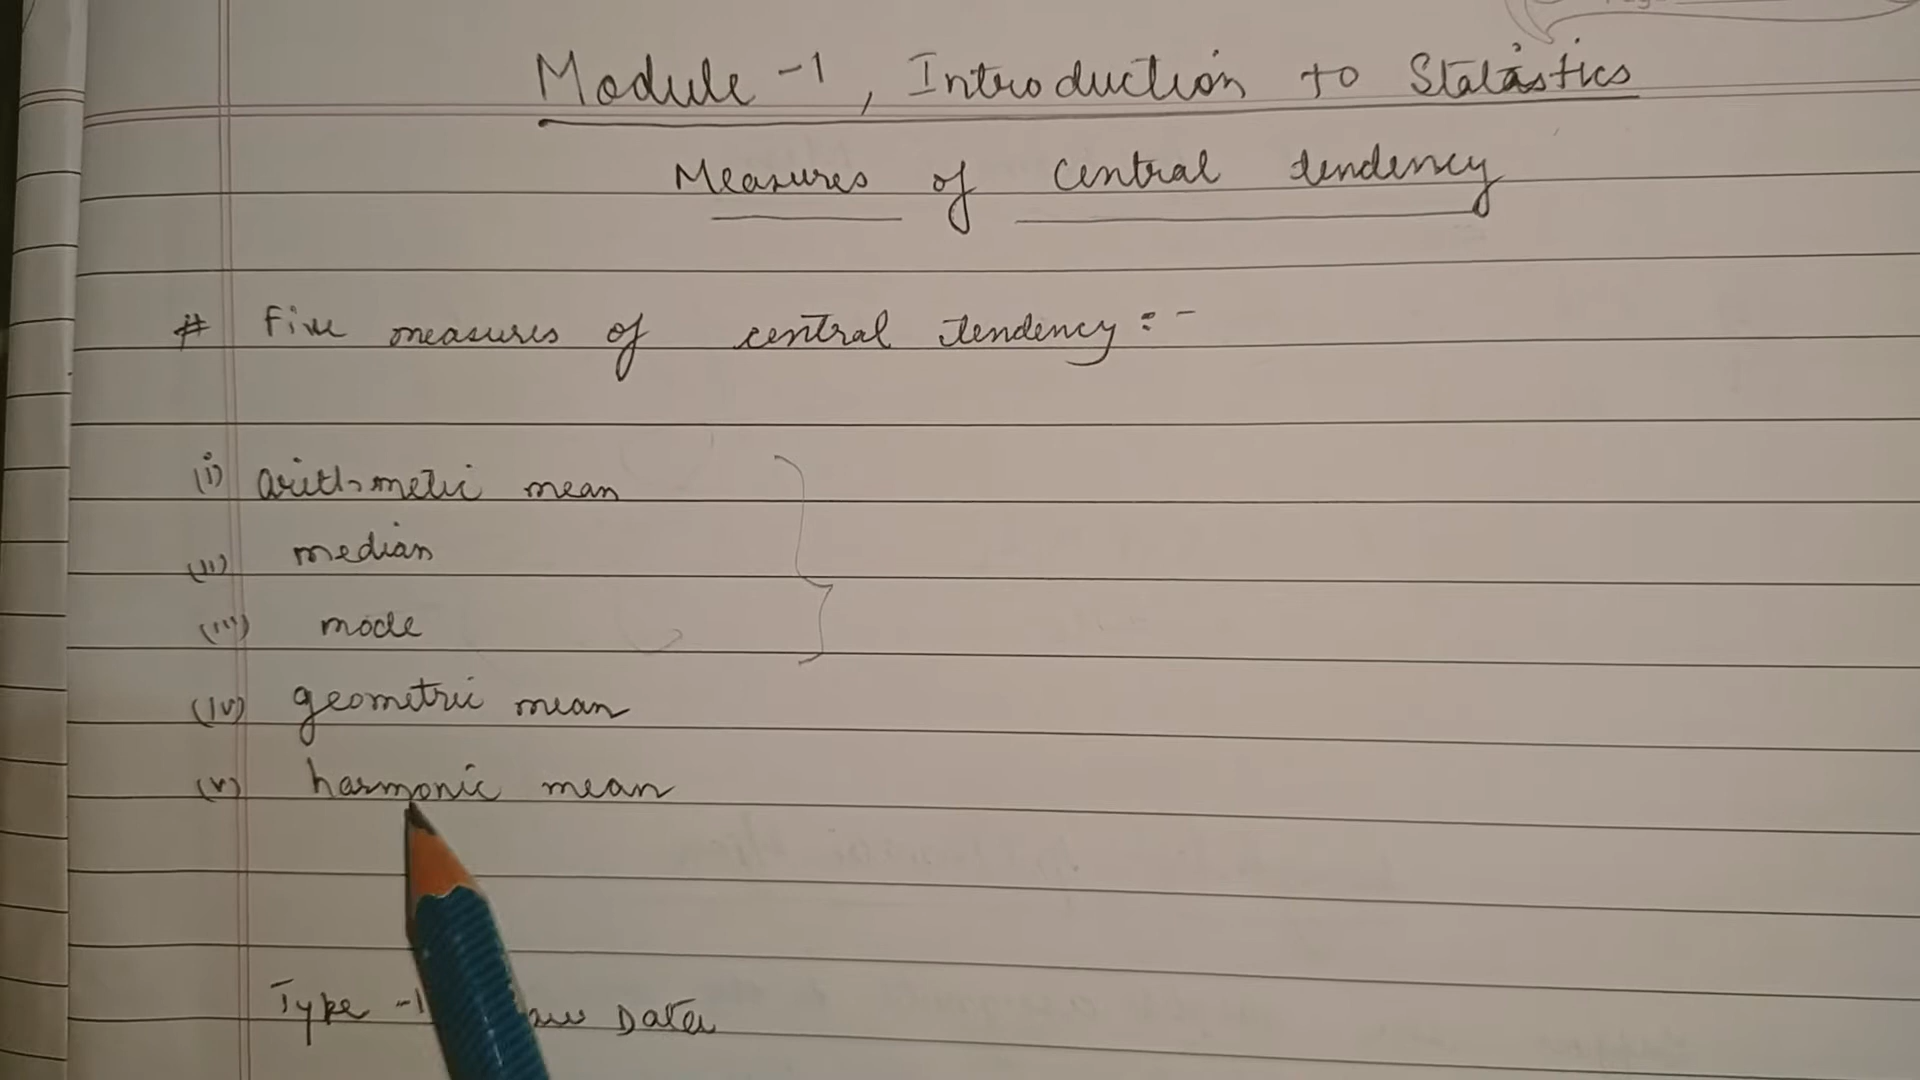 Module -1, Introduction to Statistics
Measures of central tendency
# Five measures of central tendency :-
(i) arithmetic mean
(ii) median
(iii) mode
(iv) geometric mean
(v) harmonic mean
Type -1 Data